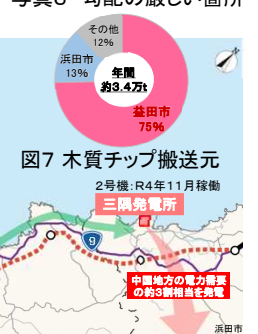 写真6 勾配の厳しい箇所
その他
12%
浜田市
13%
年間
約3.4万t
益田市
75%
図7 木質チップ搬送元
2号機:R4年11月稼働
三隅発電所
9
中国地方の電力需要
の約3割相当を発電
浜田市